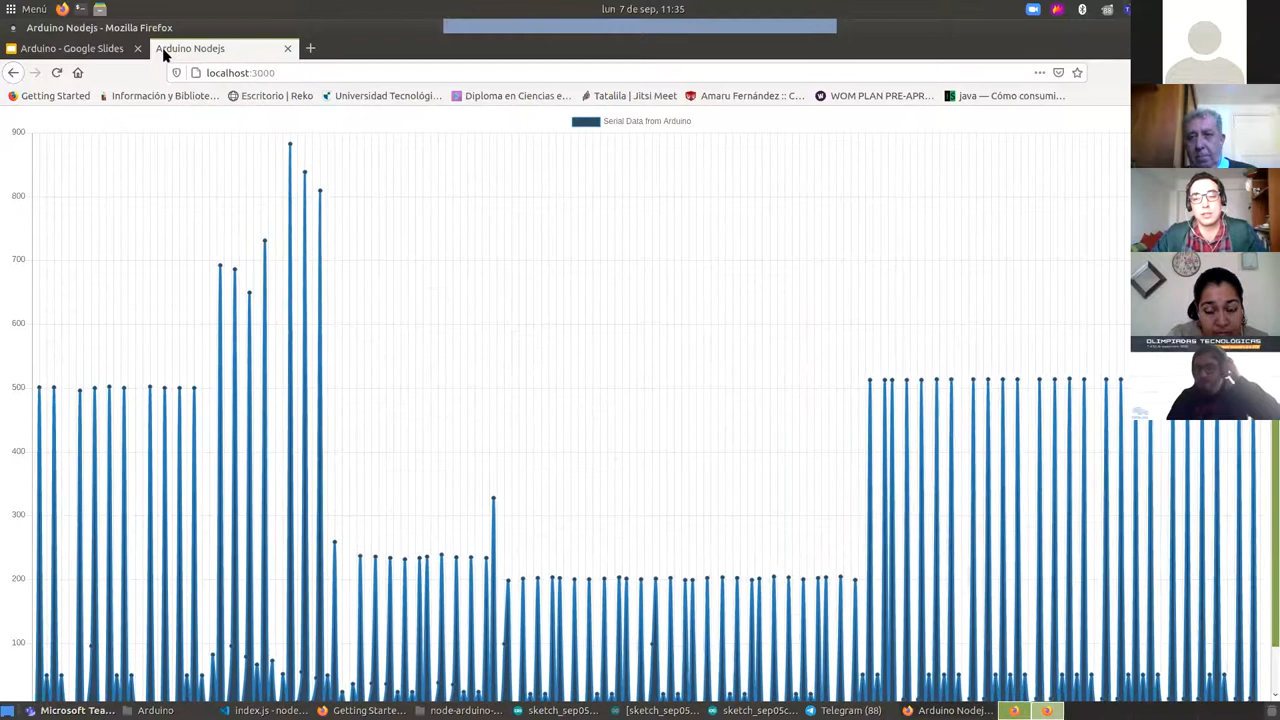 Menú
lun 7 de sep, 11:35
Arduino Nodejs - Mozilla Firefox
Arduino - Google Slides
Arduino Nodejs
localhost:3000
Getting Started
Información y Bibliote…
Escritorio | Reko
Universidad Tecnológi…
Diploma en Ciencias e…
Tatalila | Jitsi Meet
Amaru Fernández :: C…
WOM PLAN PRE-APR…
java — Cómo consumi…
Serial Data from Arduino
900
800
700
600
500
400
300
200
100
OLIMPIADAS TECNOLÓGICAS
Microsoft Tea…
Arduino
index.js - node…
Getting Starte…
node-arduino-…
sketch_sep05…
[sketch_sep05…
sketch_sep05c…
Telegram (88)
Arduino Nodej…